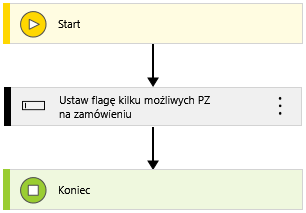 Start
Ustaw flagę kilku możliwych PZ
na zamówieniu
Koniec